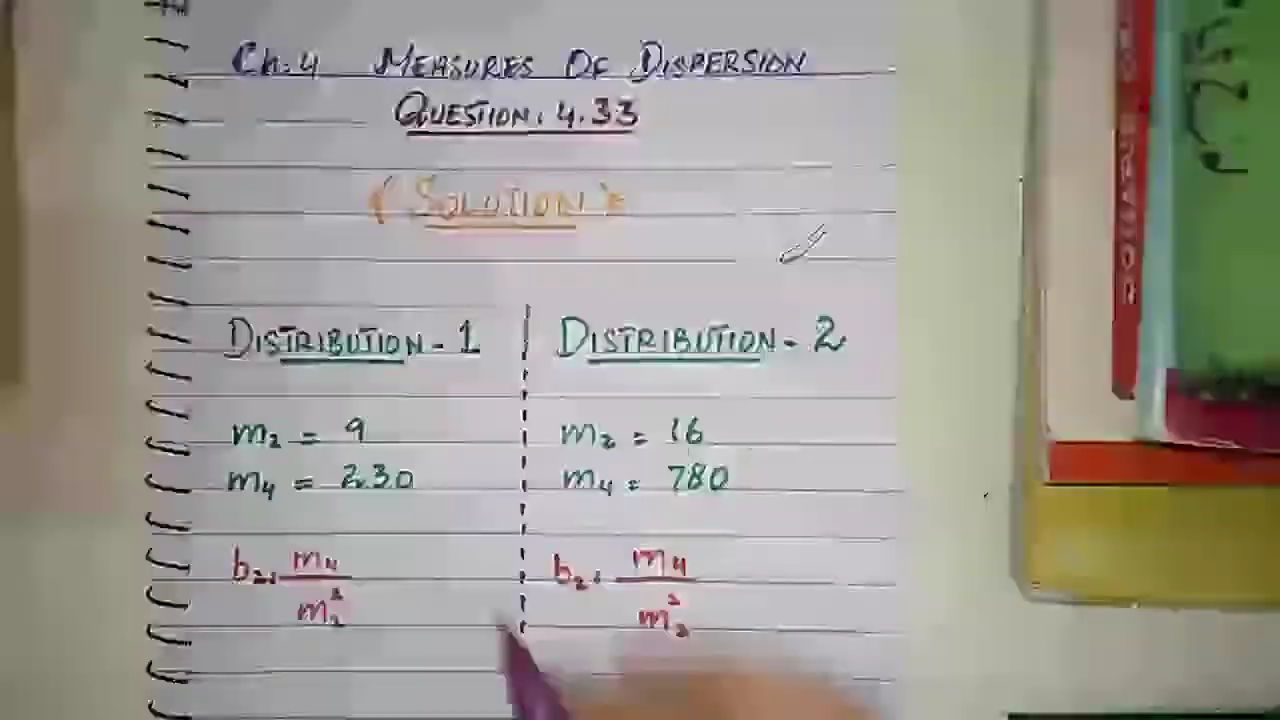 Ch: 4 MEASURES OF DISPERSION
QUESTION: 4.33
(SOLUTION):
DISTRIBUTION - 1
m₂ = 9
m₄ = 230
b₂ = m₄ / m₂²
DISTRIBUTION - 2
m₂ = 16
m₄ = 780
b₂ = m₄ / m₂²